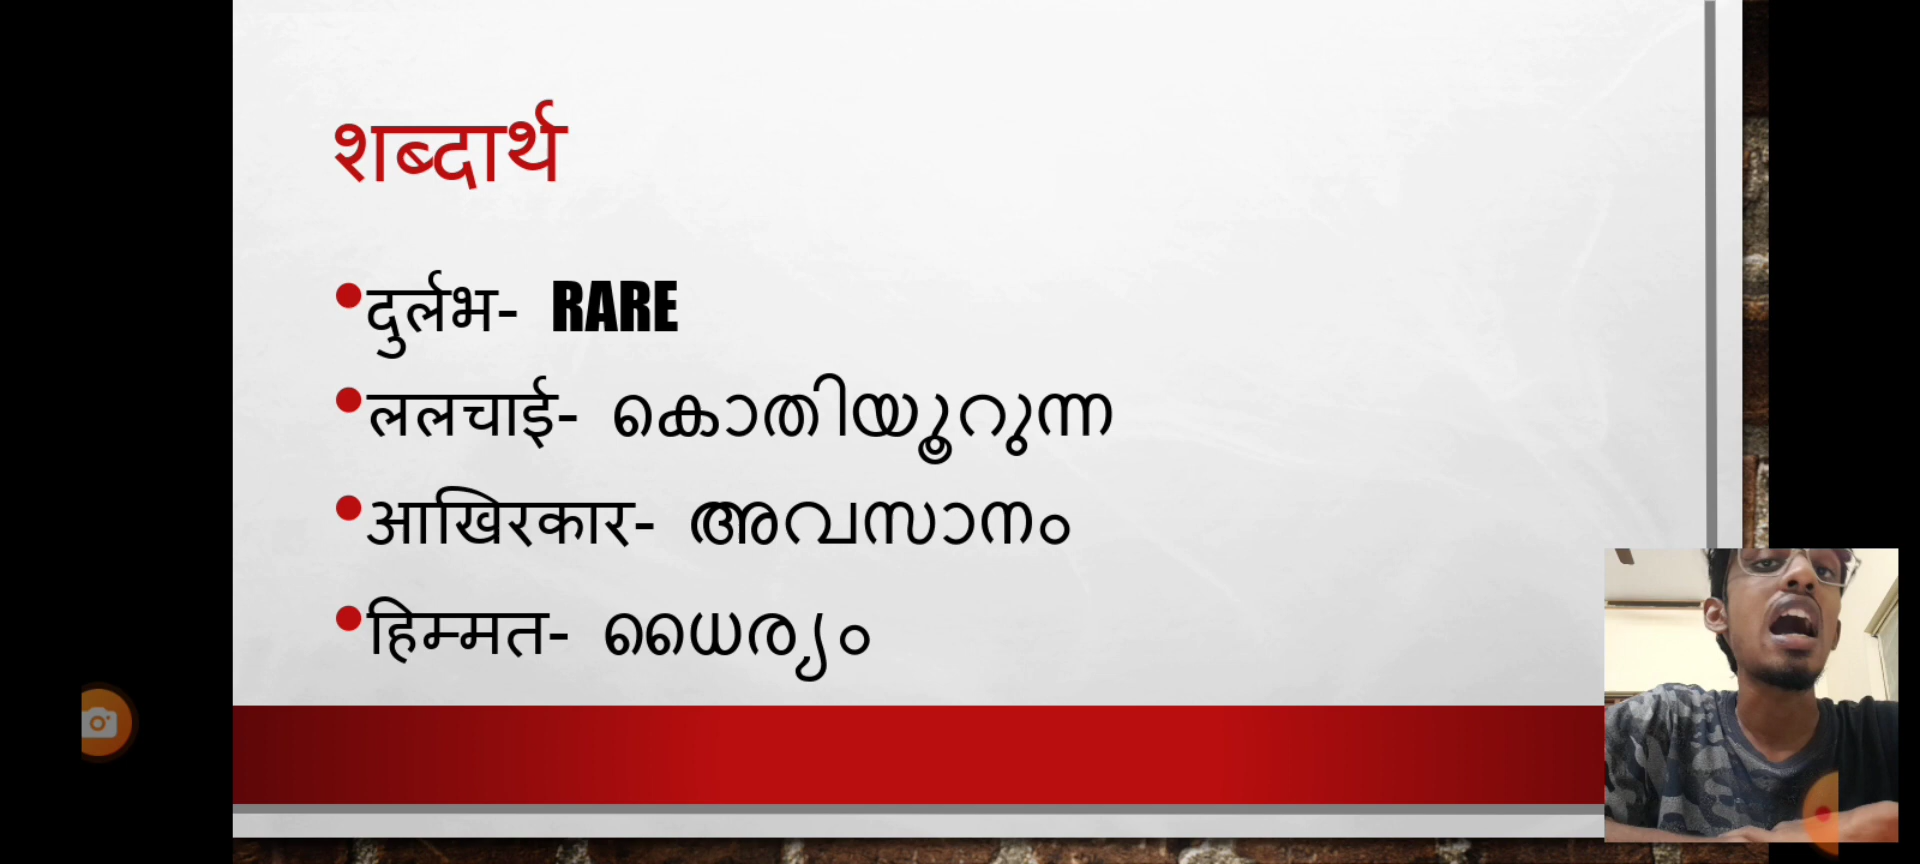 शब्दार्थ
•दुर्लभ- RARE
•ललचाई- കൊതിയൂറുന്ന
•आखिरकार- അവസാനം
•हिम्मत- ധൈര്യം